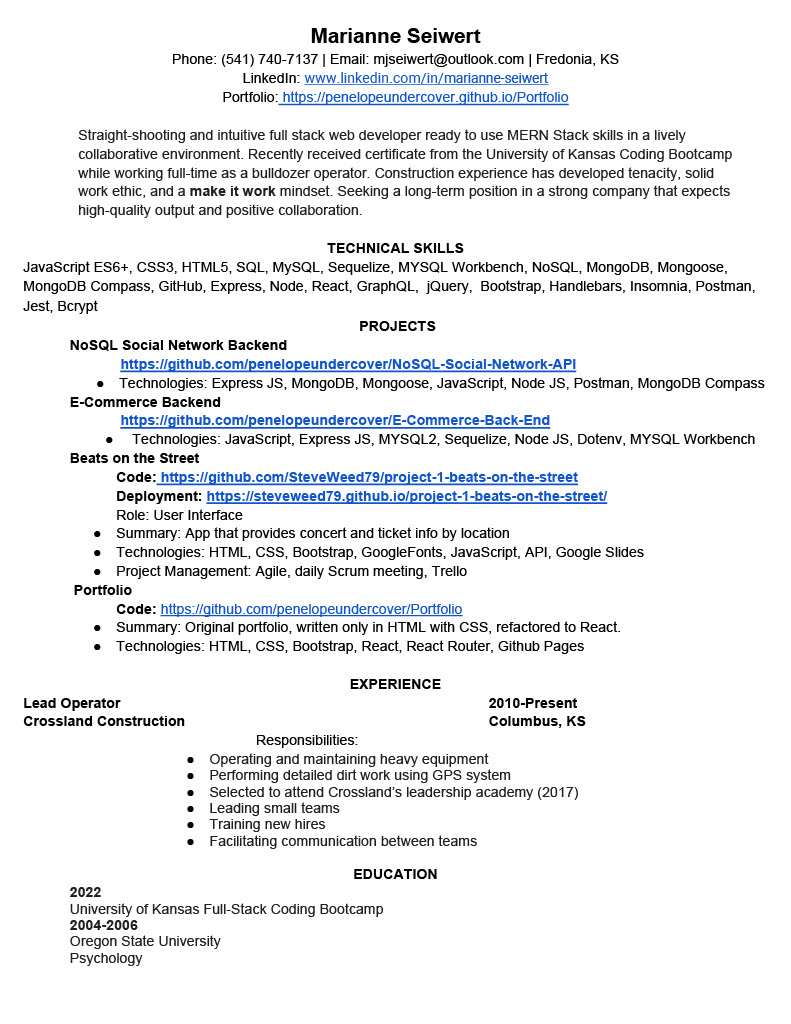 Marianne Seiwert
Phone: (541) 740-7137 | Email: mjseiwert@outlook.com | Fredonia, KS
LinkedIn: www.linkedin.com/in/marianne-seiwert
Portfolio: https://penelopeundercover.github.io/Portfolio
Straight-shooting and intuitive full stack web developer ready to use MERN Stack skills in a lively
collaborative environment. Recently received certificate from the University of Kansas Coding Bootcamp
while working full-time as a bulldozer operator. Construction experience has developed tenacity, solid
work ethic, and a make it work mindset. Seeking a long-term position in a strong company that expects
high-quality output and positive collaboration.
TECHNICAL SKILLS
JavaScript ES6+, CSS3, HTML5, SQL, MySQL, Sequelize, MYSQL Workbench, NoSQL, MongoDB, Mongoose,
MongoDB Compass, GitHub, Express, Node, React, GraphQL, jQuery, Bootstrap, Handlebars, Insomnia, Postman,
Jest, Bcrypt
PROJECTS
NoSQL Social Network Backend
https://github.com/penelopeundercover/NoSQL-Social-Network-API
● Technologies: Express JS, MongoDB, Mongoose, JavaScript, Node JS, Postman, MongoDB Compass
E-Commerce Backend
https://github.com/penelopeundercover/E-Commerce-Back-End
● Technologies: JavaScript, Express JS, MYSQL2, Sequelize, Node JS, Dotenv, MYSQL Workbench
Beats on the Street
Code: https://github.com/SteveWeed79/project-1-beats-on-the-street
Deployment: https://steveweed79.github.io/project-1-beats-on-the-street/
Role: User Interface
● Summary: App that provides concert and ticket info by location
● Technologies: HTML, CSS, Bootstrap, GoogleFonts, JavaScript, API, Google Slides
● Project Management: Agile, daily Scrum meeting, Trello
Portfolio
Code: https://github.com/penelopeundercover/Portfolio
● Summary: Original portfolio, written only in HTML with CSS, refactored to React.
● Technologies: HTML, CSS, Bootstrap, React, React Router, Github Pages
EXPERIENCE
Lead Operator 2010-Present
Crossland Construction Columbus, KS
Responsibilities:
● Operating and maintaining heavy equipment
● Performing detailed dirt work using GPS system
● Selected to attend Crossland's leadership academy (2017)
● Leading small teams
● Training new hires
● Facilitating communication between teams
EDUCATION
2022
University of Kansas Full-Stack Coding Bootcamp
2004-2006
Oregon State University
Psychology